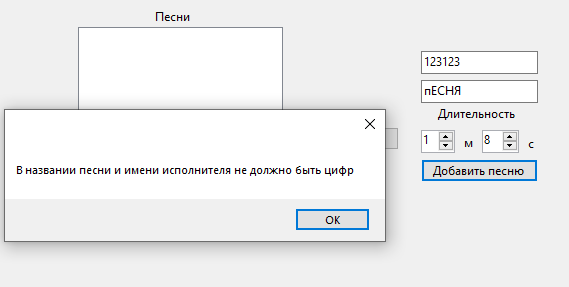 Песни
123123
пЕСНЯ
Длительность
1 м 8 с
Добавить песню
В названии песни и имени исполнителя не должно быть цифр
ОК